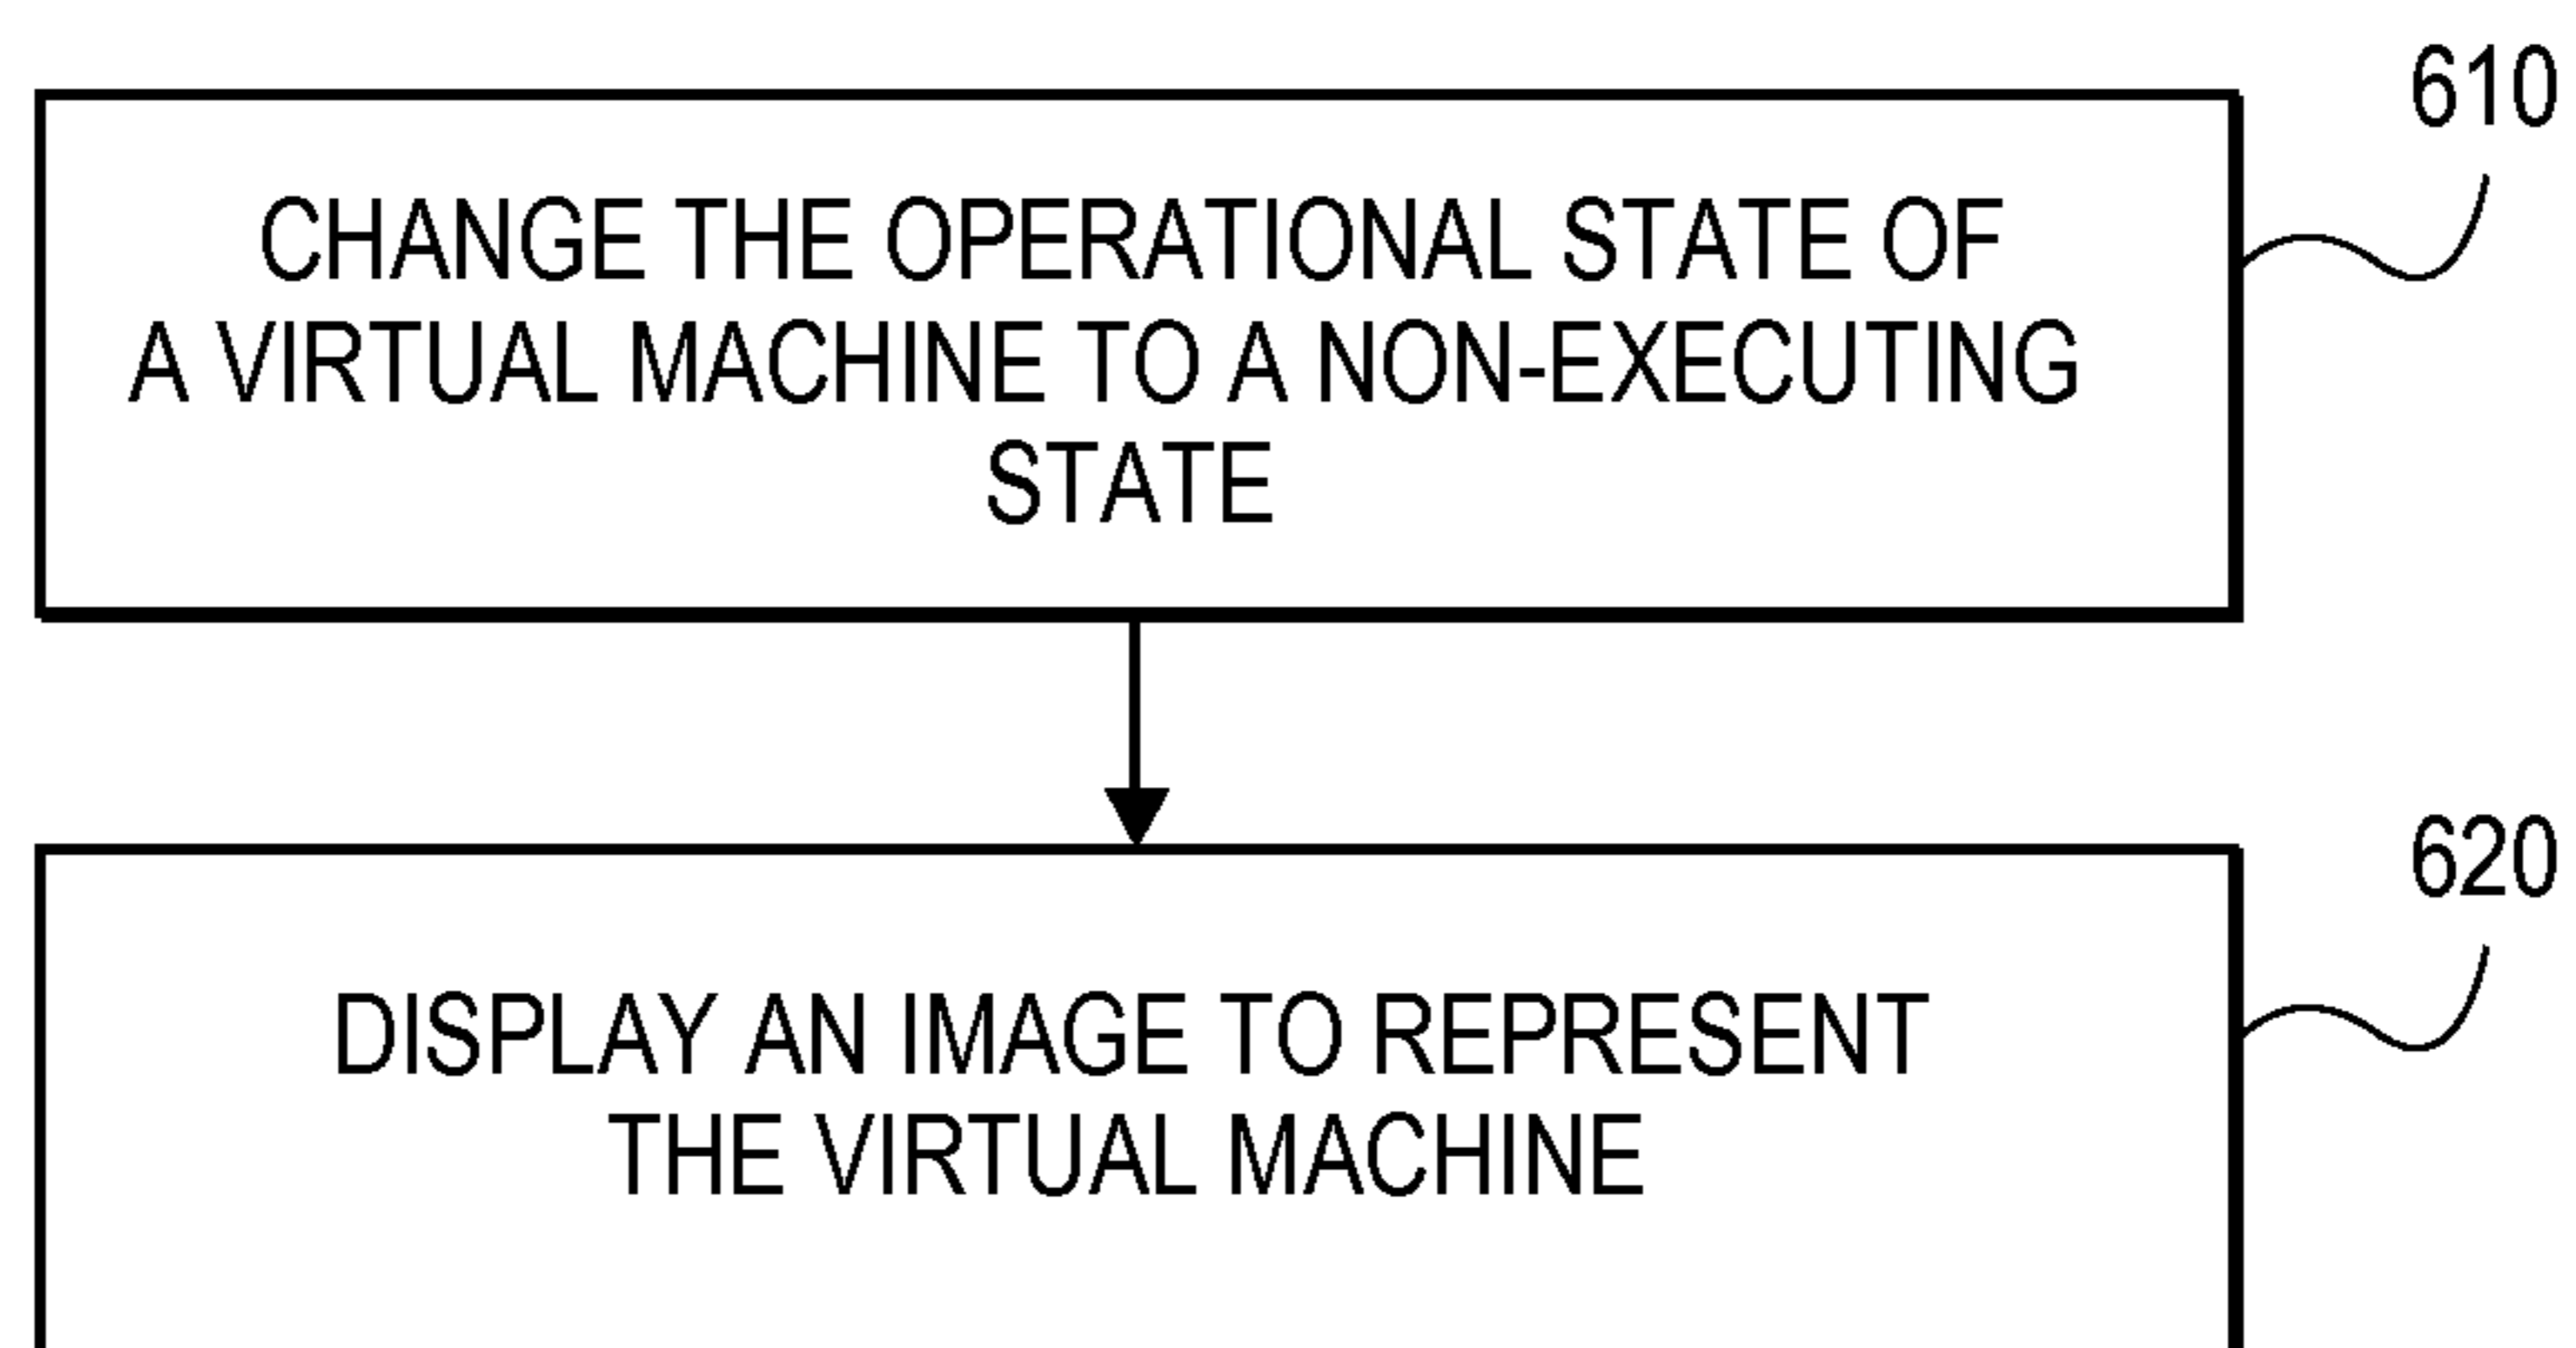 610
CHANGE THE OPERATIONAL STATE OF
A VIRTUAL MACHINE TO A NON-EXECUTING
STATE
620
DISPLAY AN IMAGE TO REPRESENT
THE VIRTUAL MACHINE